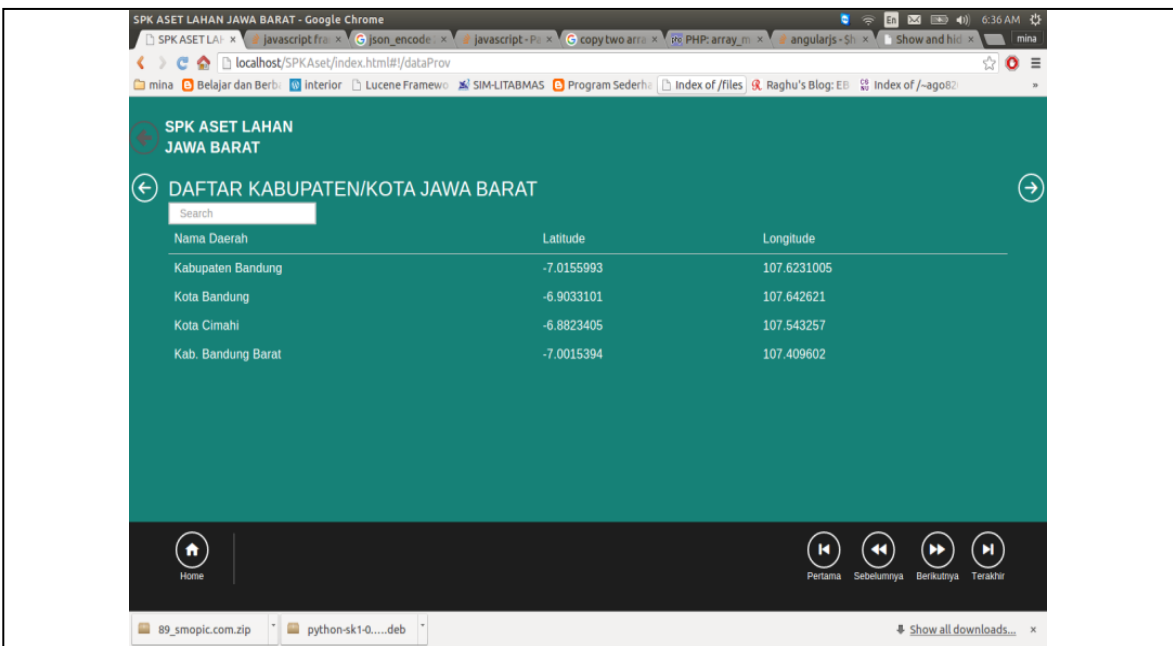 SPK ASET LAHAN JAWA BARAT - Google Chrome En 6:36 AM
SPK ASET LAH javascript fra G json_encode javascript - Pa G copy two arra PHP: array_m angularjs - Sh Show and hid mina
localhost/SPKAset/index.html#!/dataProv
mina Belajar dan Berba interior Lucene Framewo SIM-LITABMAS Program Sederha Index of /files Raghu's Blog: EB Index of /~ago82 »
SPK ASET LAHAN
JAWA BARAT
DAFTAR KABUPATEN/KOTA JAWA BARAT
Search
Nama Daerah Latitude Longitude
Kabupaten Bandung -7.0155993 107.6231005
Kota Bandung -6.9033101 107.642621
Kota Cimahi -6.8823405 107.543257
Kab. Bandung Barat -7.0015394 107.409602
Home Pertama Sebelumnya Berikutnya Terakhir
89_smopic.com.zip python-sk1-0.....deb Show all downloads...